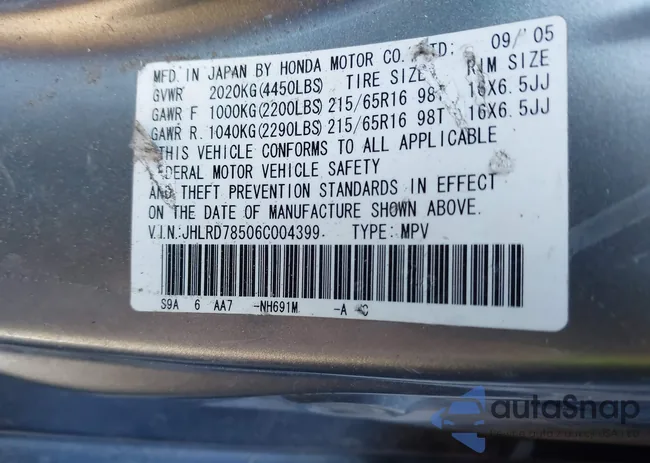 MFD. IN JAPAN BY HONDA MOTOR CO. LTD: 09/ 05
GVWR 2020KG(4450LBS) TIRE SIZE RIM SIZE
GAWR F 1000KG(2200LBS) 215/65R16 98T 16X6.5JJ
GAWR R. 1040KG(2290LBS) 215/65R16 98T 16X6.5JJ
THIS VEHICLE CONFORMS TO ALL APPLICABLE
FEDERAL MOTOR VEHICLE SAFETY
AND THEFT PREVENTION STANDARDS IN EFFECT
ON THE DATE OF MANUFACTURE SHOWN ABOVE.
V.I.N.:JHLRD78506C004399. TYPE: MPV
S9A 6 AA7 -NH691M -A C
autaSnap